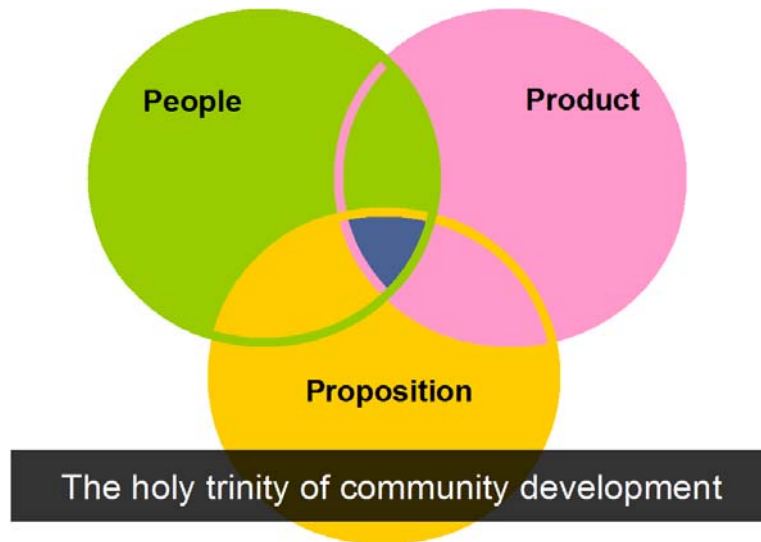 People
Product
Proposition
The holy trinity of community development